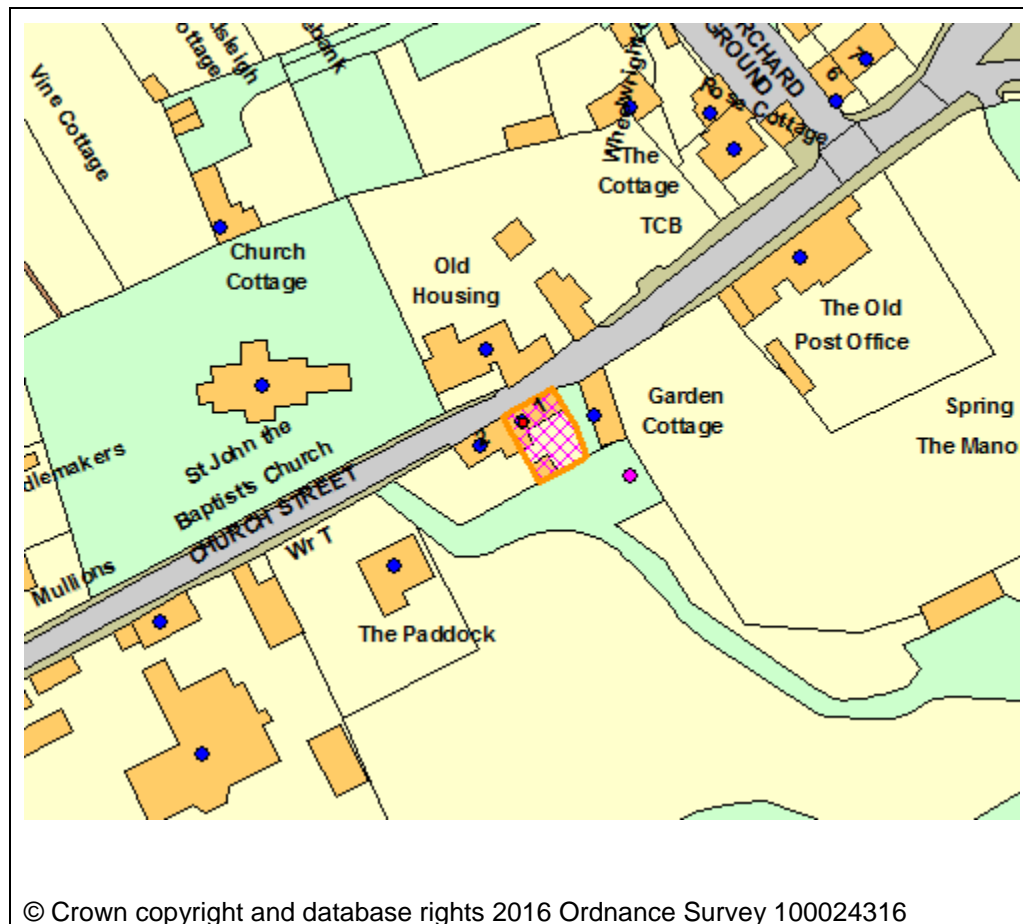 Vine Cottage
ORCHARD
GROUND
7
6
Rose Cottage
Wheelwright
The
Cottage
TCB
Church
Cottage
Old
Housing
The Old
Post Office
Garden
Cottage
Spring
The Mano
1
2
St John the
Baptist's Church
CHURCH STREET
Wr T
dlemakers
Mullions
The Paddock
© Crown copyright and database rights 2016 Ordnance Survey 100024316